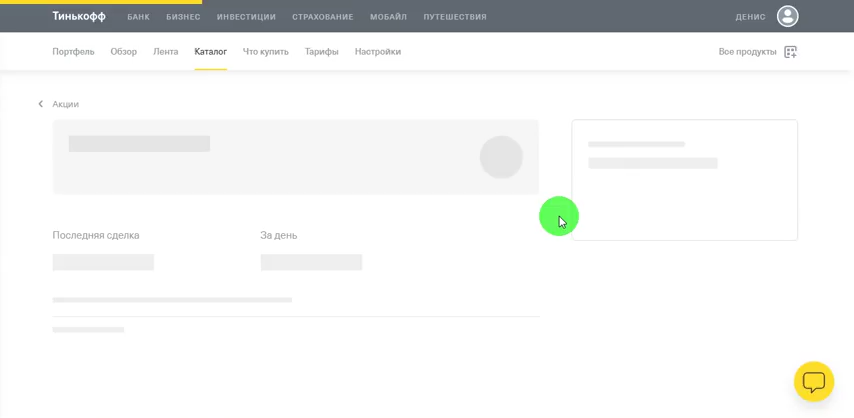 Тинькофф БАНК БИЗНЕС ИНВЕСТИЦИИ СТРАХОВАНИЕ МОБАЙЛ ПУТЕШЕСТВИЯ ДЕНИС
Портфель Обзор Лента Каталог Что купить Тарифы Настройки Все продукты
Акции
Последняя сделка За день